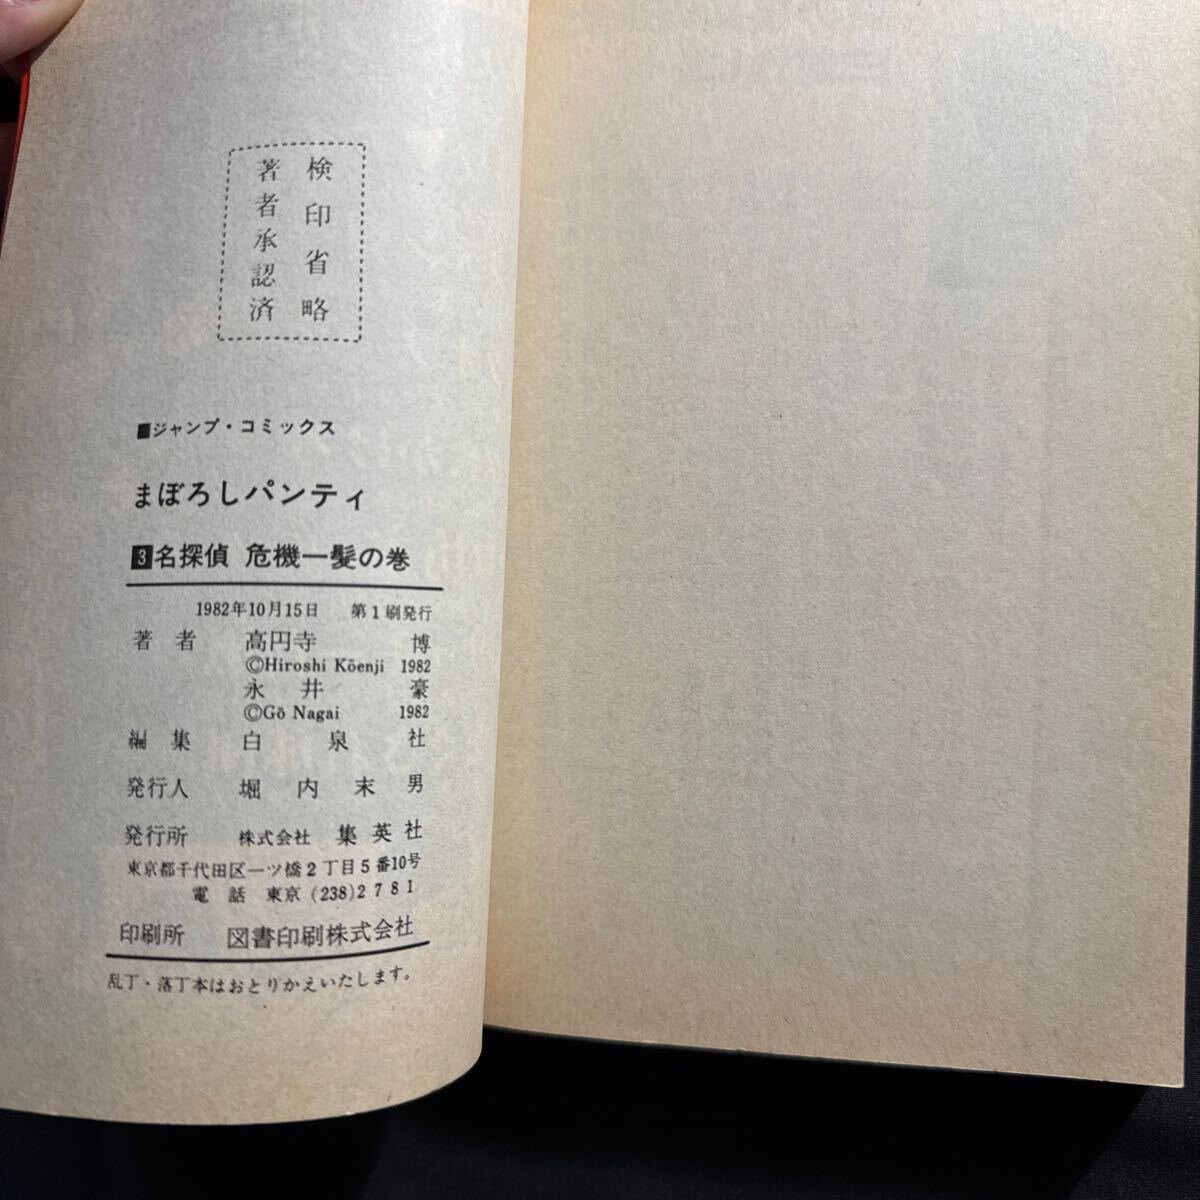 検印省略
著者承認済
■ジャンプ・コミックス
まぼろしパンティ
3名探偵 危機一髪の巻
1982年10月15日 第1刷発行
著者 高円寺 博
©Hiroshi Kōenji 1982
永井 豪
©Gō Nagai 1982
編集 白泉社
発行人 堀内末男
発行所 株式会社 集英社
東京都千代田区一ツ橋2丁目5番10号
電話 東京(238)2781
印刷所 図書印刷株式会社
乱丁・落丁本はおとりかえいたします。